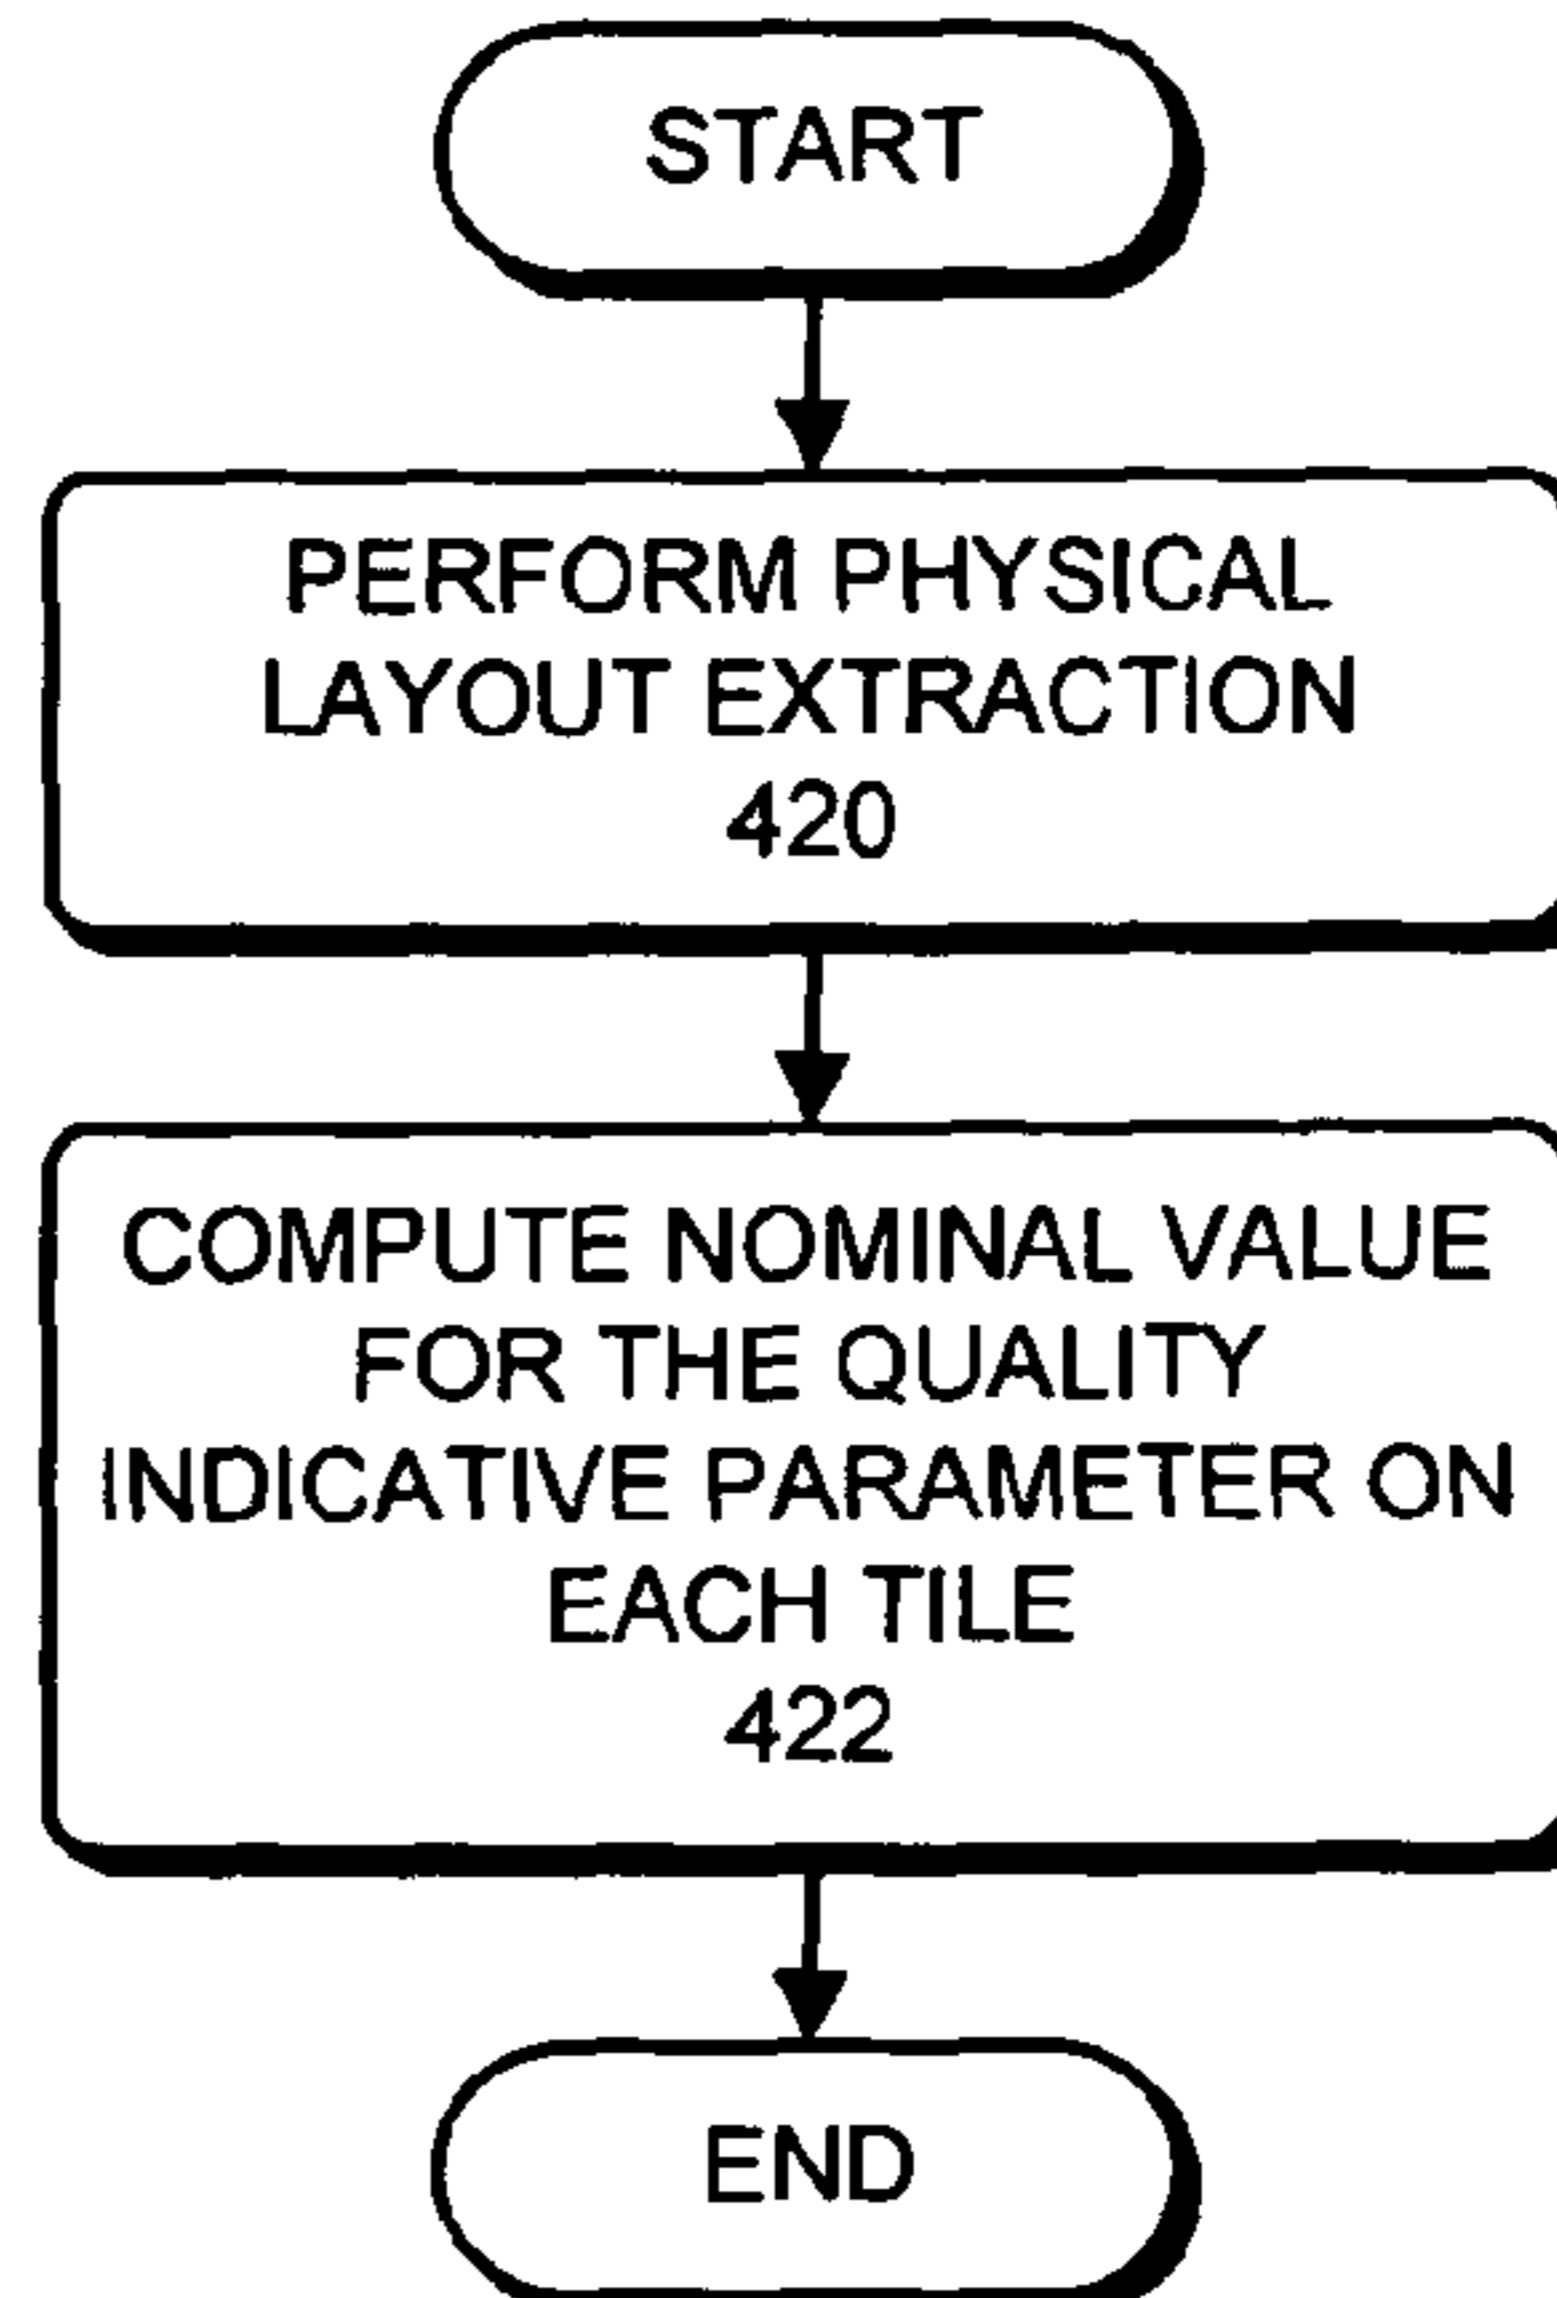 START
PERFORM PHYSICAL
LAYOUT EXTRACTION
420
COMPUTE NOMINAL VALUE
FOR THE QUALITY
INDICATIVE PARAMETER ON
EACH TILE
422
END